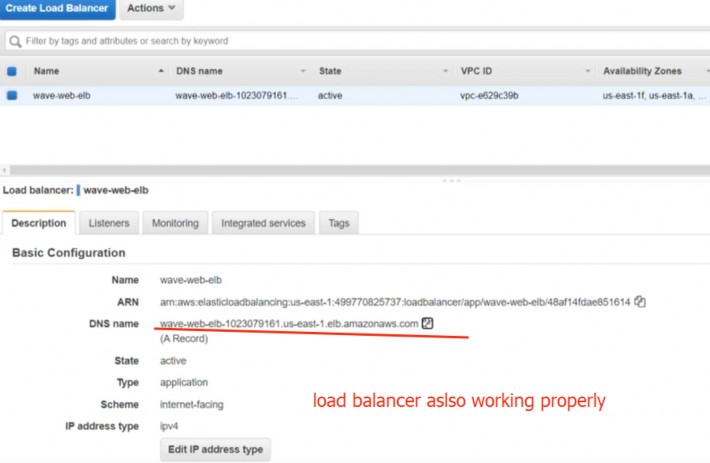 Create Load Balancer Actions
Filter by tags and attributes or search by keyword
Name DNS name State VPC ID Availability Zones
wave-web-elb wave-web-elb-1023079161.... active vpc-e629c39b us-east-1f, us-east-1a, ...
Load balancer: wave-web-elb
Description Listeners Monitoring Integrated services Tags
Basic Configuration
Name wave-web-elb
ARN arn:aws:elasticloadbalancing:us-east-1:499770825737:loadbalancer/app/wave-web-elb/48af14fdae851614
DNS name wave-web-elb-1023079161.us-east-1.elb.amazonaws.com
(A Record)
State active
Type application
Scheme internet-facing
IP address type ipv4
Edit IP address type
load balancer aslso working properly